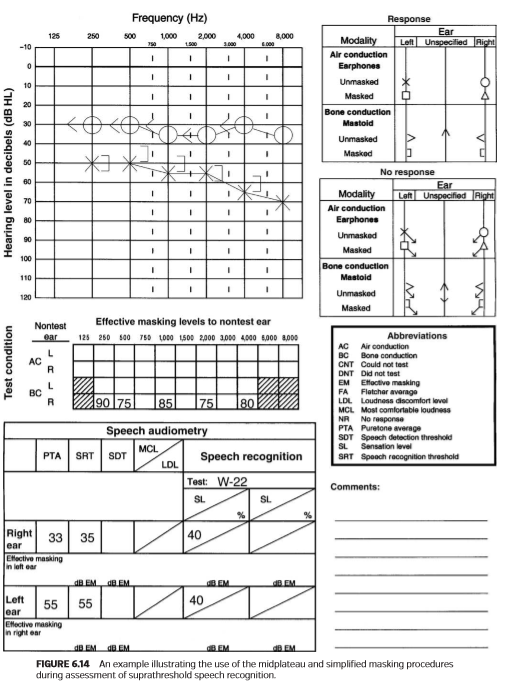 Frequency (Hz)
125 250 500 1,000 2,000 4,000 8,000
750 1,500 3,000 6,000
Hearing level in decibels (dB HL)
-10
0
10
20
30
40
50
60
70
80
90
100
110
120
Response
Modality
Ear
Left Unspecified Right
Air conduction
Earphones
Unmasked
Masked
Bone conduction
Mastoid
Unmasked
Masked
No response
Modality
Ear
Left Unspecified Right
Air conduction
Earphones
Unmasked
Masked
Bone conduction
Mastoid
Unmasked
Masked
Test condition
Nontest
ear
Effective masking levels to nontest ear
125 250 500 750 1,000 1,500 2,000 3,000 4,000 6,000 8,000
AC L
R
BC L
R 90 75 85 75 80
Abbreviations
AC Air conduction
BC Bone conduction
CNT Could not test
DNT Did not test
EM Effective masking
FA Fletcher average
LDL Loudness discomfort level
MCL Most comfortable loudness
NR No response
PTA Puretone average
SDT Speech detection threshold
SL Sensation level
SRT Speech recognition threshold
Speech audiometry
PTA SRT SDT MCL LDL Speech recognition
Test: W-22
SL % SL %
Right
ear 33 35 40
Effective masking
in left ear
dB EM dB EM dB EM dB EM
Left
ear 55 55 40
Effective masking
in right ear
dB EM dB EM dB EM dB EM
Comments:
FIGURE 6.14 An example illustrating the use of the midplateau and simplified masking procedures
during assessment of suprathreshold speech recognition.